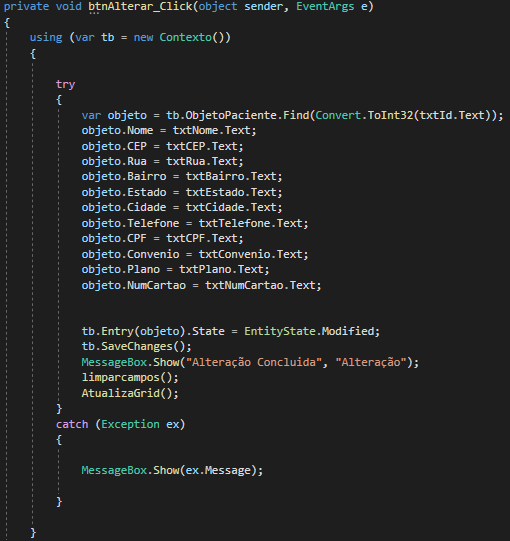 private void btnAlterar_Click(object sender, EventArgs e)
{
using (var tb = new Contexto())
{
try
{
var objeto = tb.ObjetoPaciente.Find(Convert.ToInt32(txtId.Text));
objeto.Nome = txtNome.Text;
objeto.CEP = txtCEP.Text;
objeto.Rua = txtRua.Text;
objeto.Bairro = txtBairro.Text;
objeto.Estado = txtEstado.Text;
objeto.Cidade = txtCidade.Text;
objeto.Telefone = txtTelefone.Text;
objeto.CPF = txtCPF.Text;
objeto.Convenio = txtConvenio.Text;
objeto.Plano = txtPlano.Text;
objeto.NumCartao = txtNumCartao.Text;
tb.Entry(objeto).State = EntityState.Modified;
tb.SaveChanges();
MessageBox.Show("Alteração Concluida", "Alteração");
limparcampos();
AtualizaGrid();
}
catch (Exception ex)
{
MessageBox.Show(ex.Message);
}
}